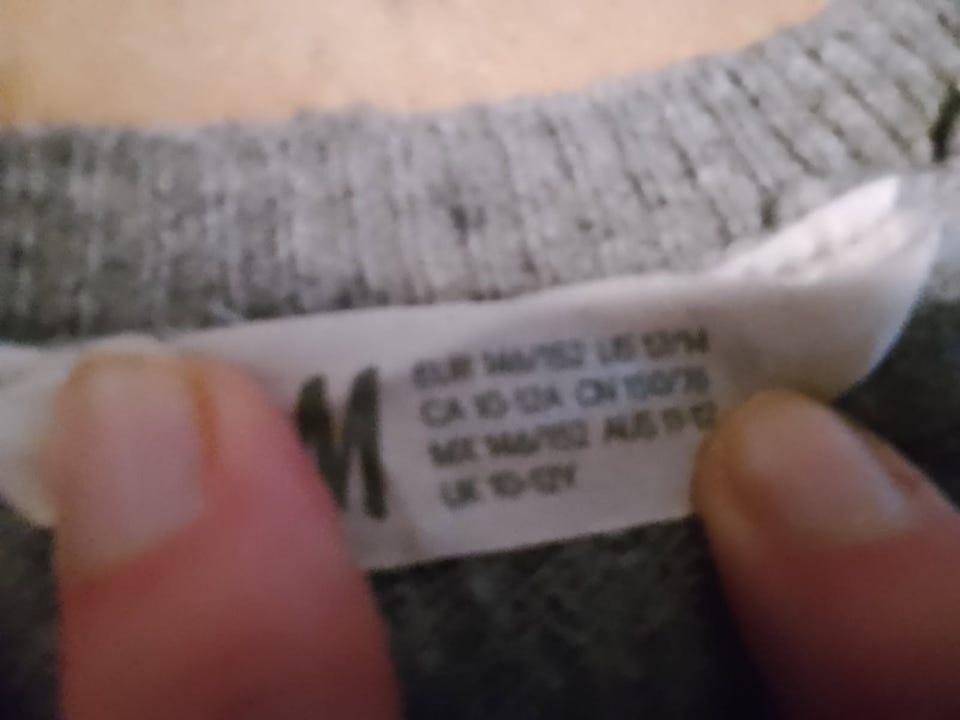 M
EUR 146/152 US 12/14
CA 10-12A CN 150/76
MX 146/152 AUS 11-12
UK 10-12Y